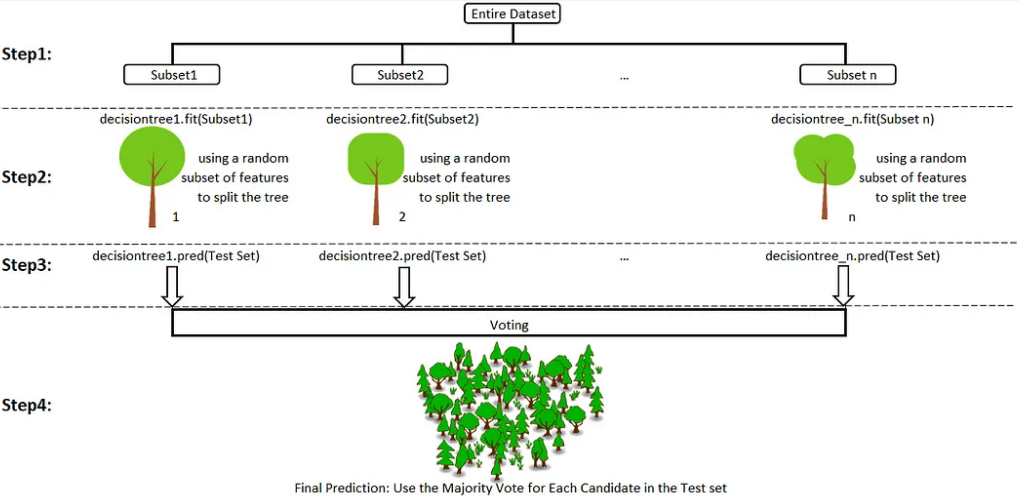 Entire Dataset
Step1:
Subset1
Subset2
...
Subset n
decisiontree1.fit(Subset1)
decisiontree2.fit(Subset2)
decisiontree_n.fit(Subset n)
Step2:
using a random
subset of features
to split the tree
1
using a random
subset of features
to split the tree
2
using a random
subset of features
to split the tree
n
Step3:
decisiontree1.pred(Test Set)
decisiontree2.pred(Test Set)
...
decisiontree_n.pred(Test Set)
Voting
Step4:
Final Prediction: Use the Majority Vote for Each Candidate in the Test set